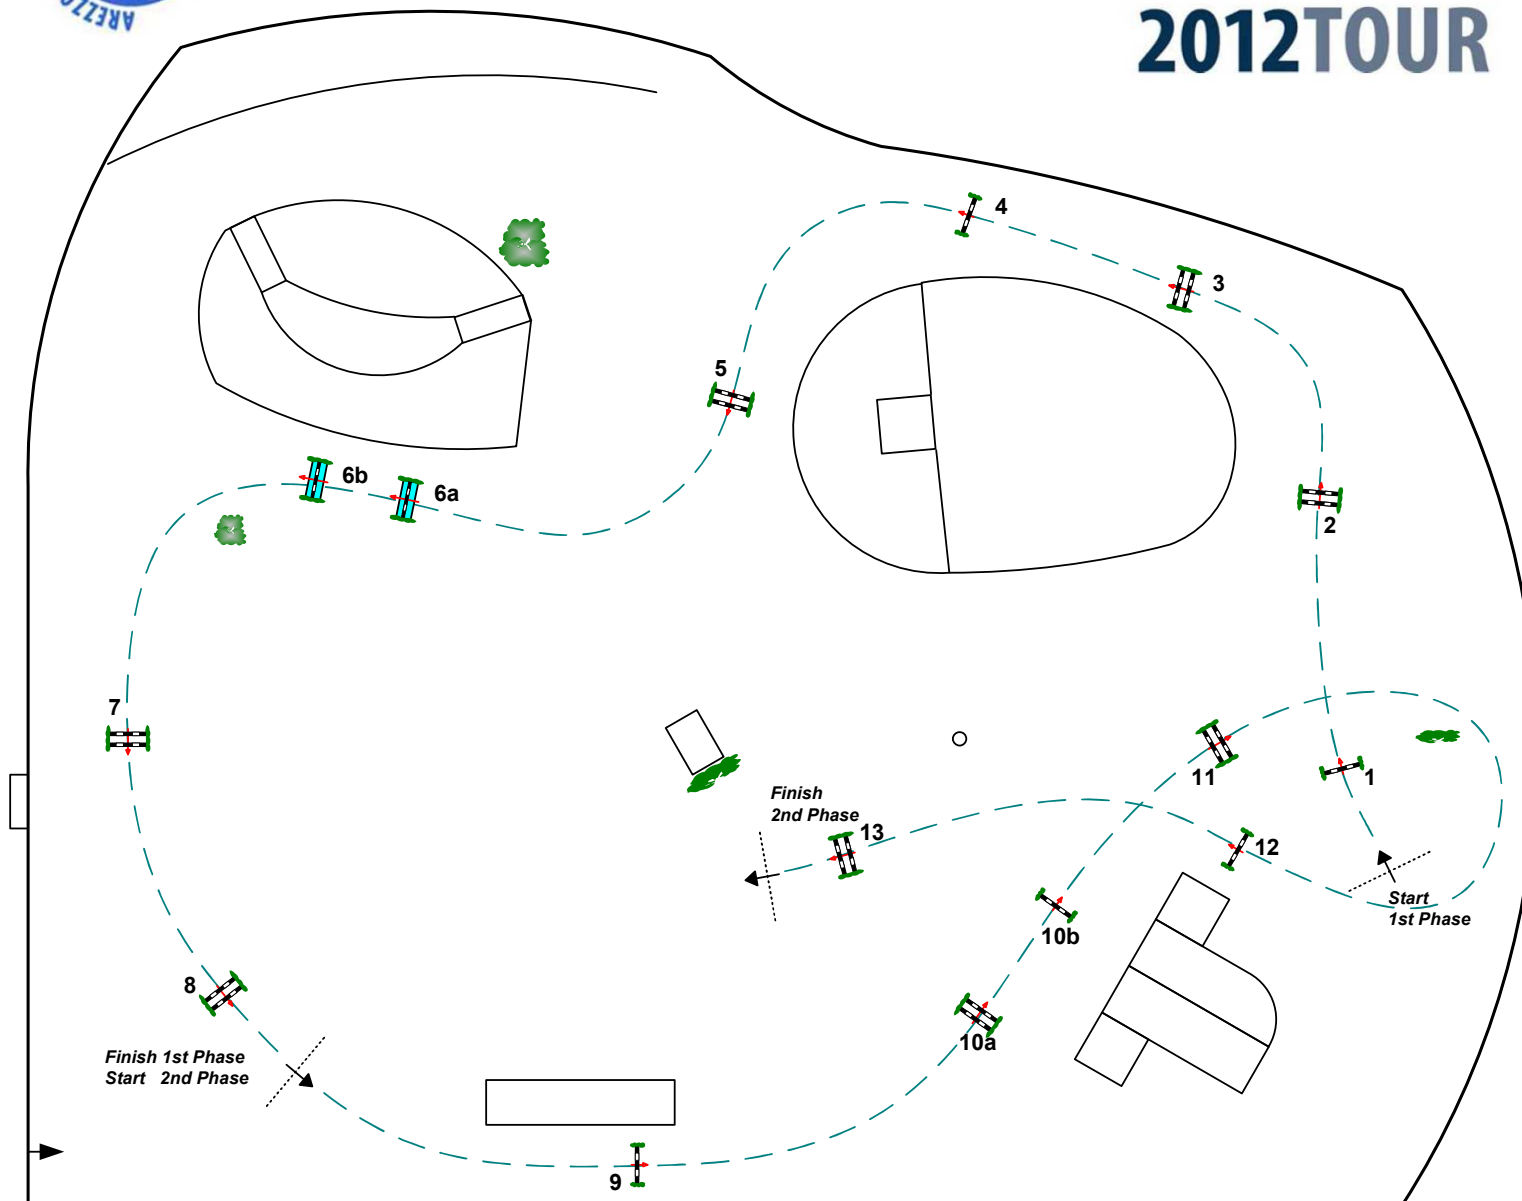 AREZZO
2012TOUR
4
3
5
6b
6a
2
7
11
1
Finish
2nd Phase
13
12
Start
1st Phase
10b
8
10a
Finish 1st Phase
Start 2nd Phase
9